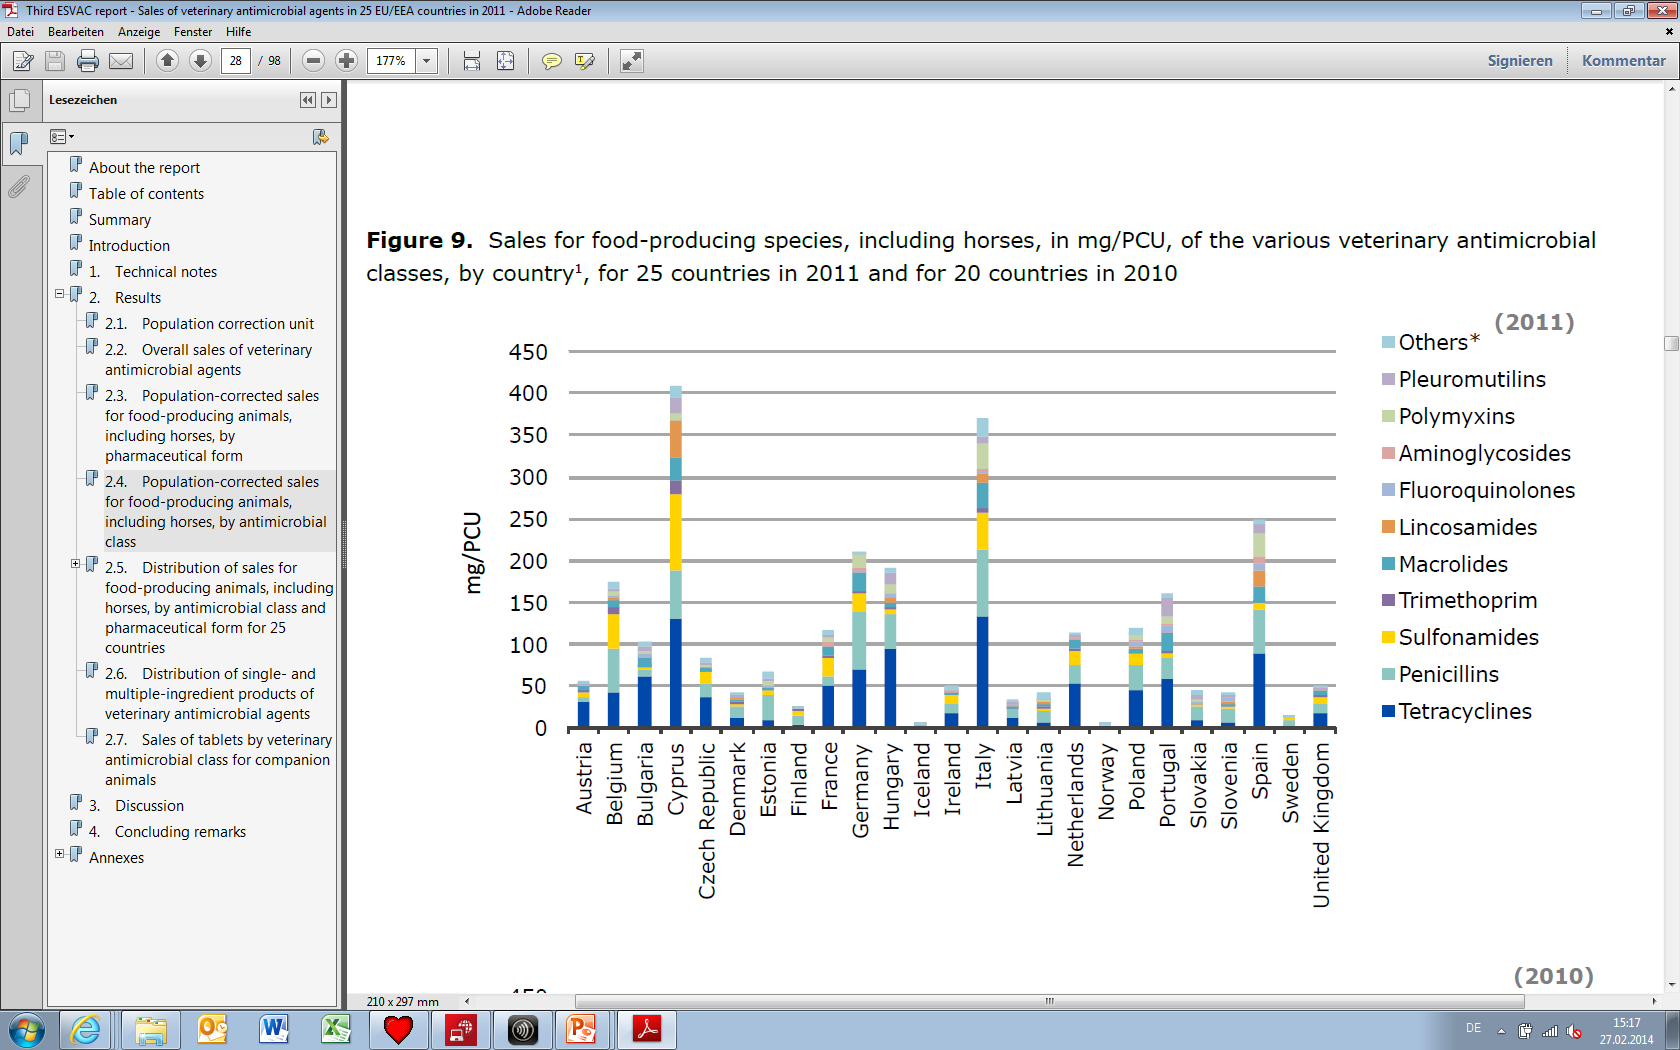 Third ESVAC report - Sales of veterinary antimicrobial agents in 25 EU/EEA countries in 2011 - Adobe Reader
Datei Bearbeiten Anzeige Fenster Hilfe
28 / 98 177% Signieren Kommentar
Lesezeichen
About the report
Table of contents
Summary
Introduction
1. Technical notes
2. Results
2.1. Population correction unit
2.2. Overall sales of veterinary
antimicrobial agents
2.3. Population-corrected sales
for food-producing animals,
including horses, by
pharmaceutical form
2.4. Population-corrected sales
for food-producing animals,
including horses, by antimicrobial
class
2.5. Distribution of sales for
food-producing animals, including
horses, by antimicrobial class and
pharmaceutical form for 25
countries
2.6. Distribution of single- and
multiple-ingredient products of
veterinary antimicrobial agents
2.7. Sales of tablets by veterinary
antimicrobial class for companion
animals
3. Discussion
4. Concluding remarks
Annexes
Figure 9. Sales for food-producing species, including horses, in mg/PCU, of the various veterinary antimicrobial
classes, by country¹, for 25 countries in 2011 and for 20 countries in 2010
(2011)
450
400
350
300
250
200
150
100
50
0
mg/PCU
Austria
Belgium
Bulgaria
Cyprus
Czech Republic
Denmark
Estonia
Finland
France
Germany
Hungary
Iceland
Ireland
Italy
Latvia
Lithuania
Netherlands
Norway
Poland
Portugal
Slovakia
Slovenia
Spain
Sweden
United Kingdom
Others*
Pleuromutilins
Polymyxins
Aminoglycosides
Fluoroquinolones
Lincosamides
Macrolides
Trimethoprim
Sulfonamides
Penicillins
Tetracyclines
(2010)
450
210 x 297 mm
DE
15:17
27.02.2014